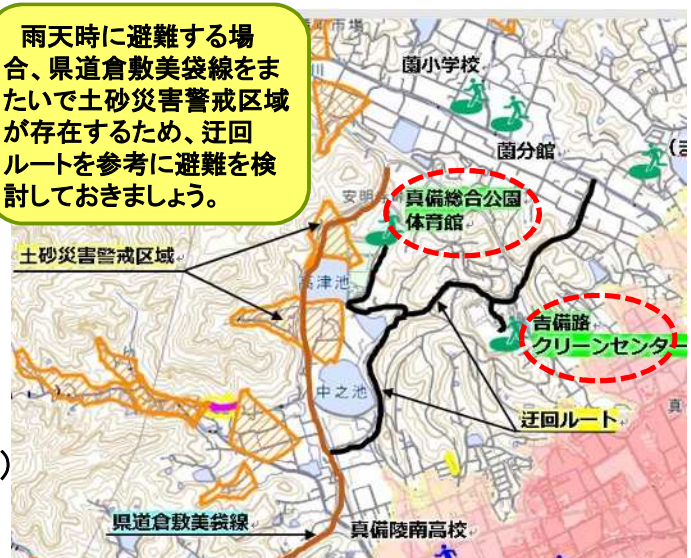 雨天時に避難する場
合、県道倉敷美袋線をま
たいで土砂災害警戒区域
が存在するため、迂回
ルートを参考に避難を検
討しておきましょう。
市場
川
園小学校
園分館
(
安明
真備総合公園
体育館
土砂災害警戒区域
高津池
吉備路
クリーンセンター
中之池
迂回ルート
真
)
県道倉敷美袋線
真備陵南高校